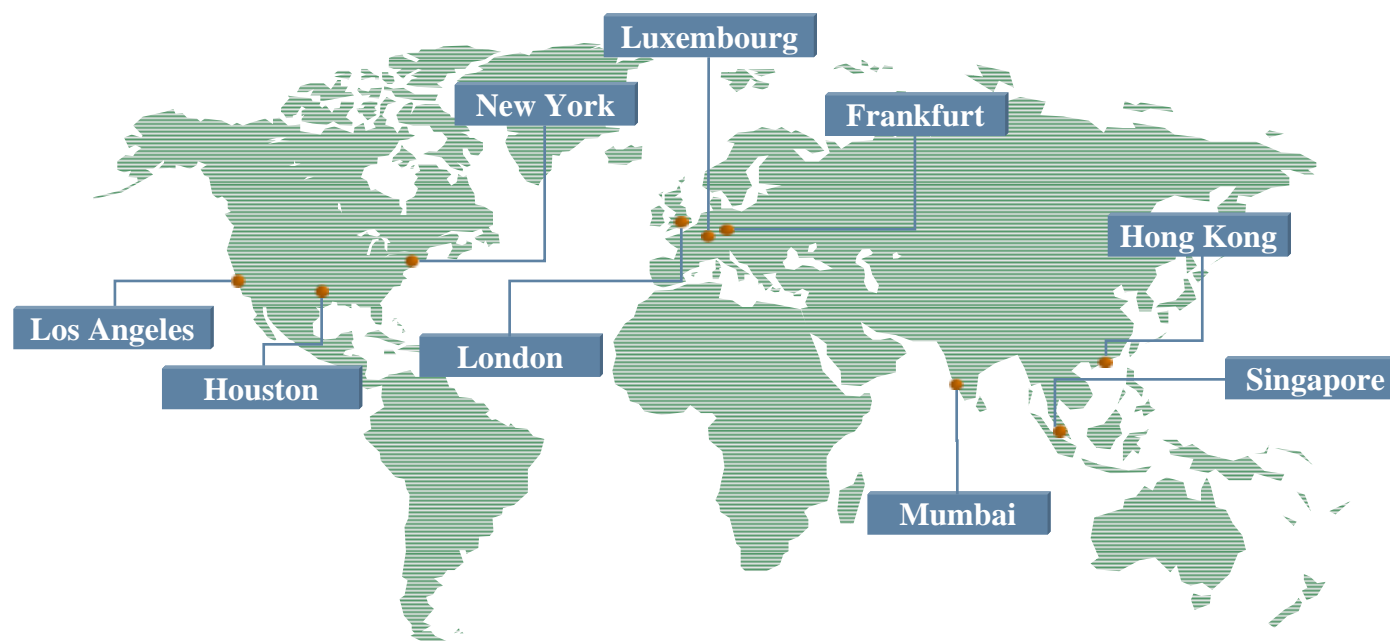 Luxembourg
New York
Frankfurt
Hong Kong
Los Angeles
London
Houston
Singapore
Mumbai